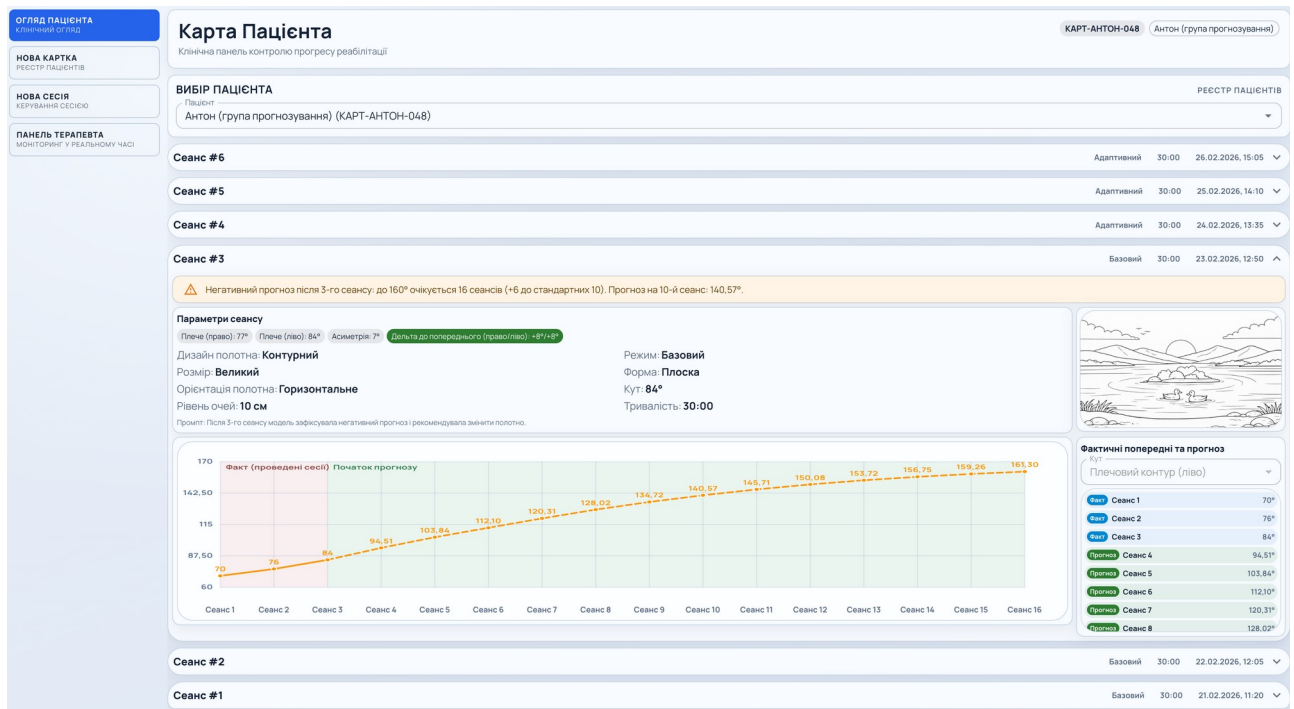 ОГЛЯД ПАЦІЄНТА
КЛІНІЧНИЙ ОГЛЯД
НОВА КАРТКА
РЕЄСТР ПАЦІЄНТІВ
НОВА СЕСІЯ
КЕРУВАННЯ СЕСІЄЮ
ПАНЕЛЬ ТЕРАПЕВТА
МОНІТОРИНГ У РЕАЛЬНОМУ ЧАСІ
Карта Пацієнта
Клінічна панель контролю прогресу реабілітації
КАРТ-АНТОН-048 Антон (група прогнозування)
ВИБІР ПАЦІЄНТА
РЕЄСТР ПАЦІЄНТІВ
Пацієнт
Антон (група прогнозування) (КАРТ-АНТОН-048)
Сеанс #6 Адаптивний 30:00 26.02.2026, 15:05
Сеанс #5 Адаптивний 30:00 25.02.2026, 14:10
Сеанс #4 Адаптивний 30:00 24.02.2026, 13:35
Сеанс #3 Базовий 30:00 23.02.2026, 12:50
Негативний прогноз після 3-го сеансу: до 160° очікується 16 сеансів (+6 до стандартних 10). Прогноз на 10-й сеанс: 140,57°.
Параметри сеансу
Плече (право): 77° Плече (ліво): 84° Асиметрія: 7° Дельта до попереднього (право/ліво): +8°/+8°
Дизайн полотна: Контурний
Режим: Базовий
Розмір: Великий
Форма: Плоска
Орієнтація полотна: Горизонтальне
Кут: 84°
Рівень очей: 10 см
Тривалість: 30:00
Промпт: Після 3-го сеансу модель зафіксувала негативний прогноз і рекомендувала змінити полотно.
170
142,50
115
87,50
60
Факт (проведені сесії) Початок прогнозу
70
76
84
94,51
103,84
112,10
120,31
128,02
134,72
140,57
145,71
150,08
153,72
156,75
159,26
161,30
Сеанс 1 Сеанс 2 Сеанс 3 Сеанс 4 Сеанс 5 Сеанс 6 Сеанс 7 Сеанс 8 Сеанс 9 Сеанс 10 Сеанс 11 Сеанс 12 Сеанс 13 Сеанс 14 Сеанс 15 Сеанс 16
Фактичні попередні та прогноз
Кут
Плечовий контур (ліво)
Факт Сеанс 1 70°
Факт Сеанс 2 76°
Факт Сеанс 3 84°
Прогноз Сеанс 4 94,51°
Прогноз Сеанс 5 103,84°
Прогноз Сеанс 6 112,10°
Прогноз Сеанс 7 120,31°
Прогноз Сеанс 8 128,02°
Сеанс #2 Базовий 30:00 22.02.2026, 12:05
Сеанс #1 Базовий 30:00 21.02.2026, 11:20